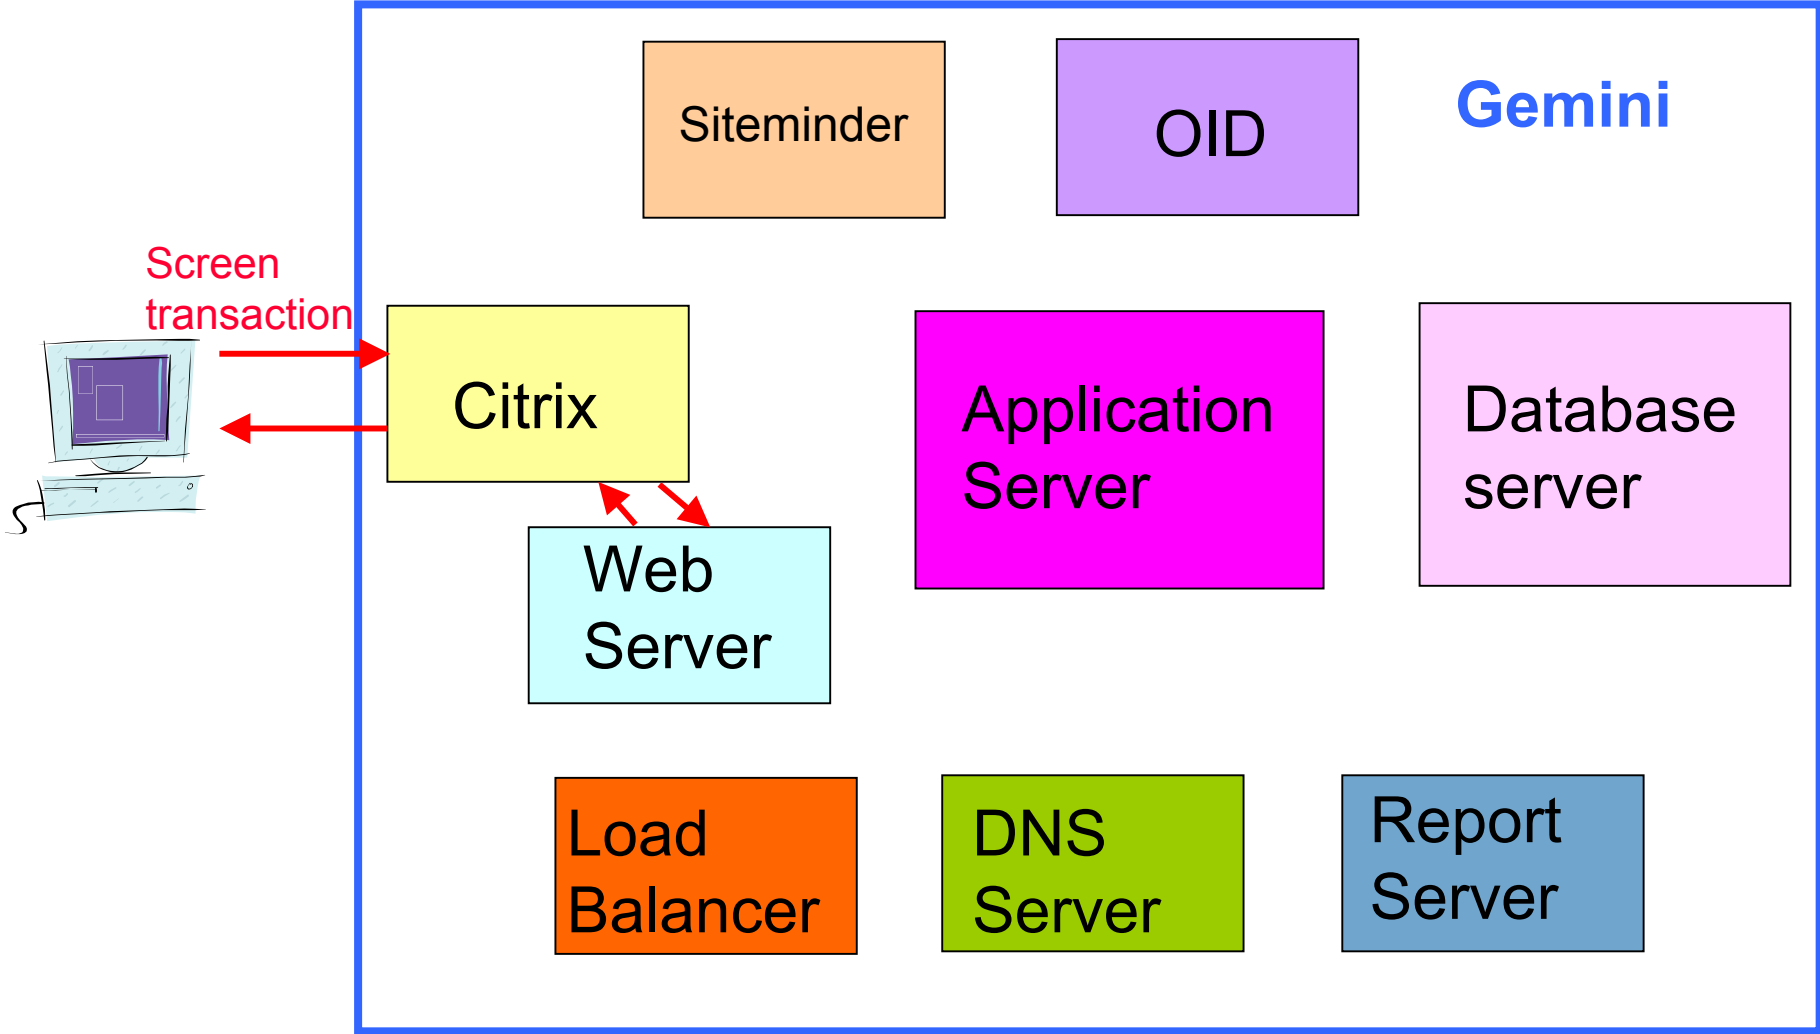 Siteminder
OID
Gemini
Screen
transaction
Citrix
Application
Server
Database
server
Web
Server
Load
Balancer
DNS
Server
Report
Server